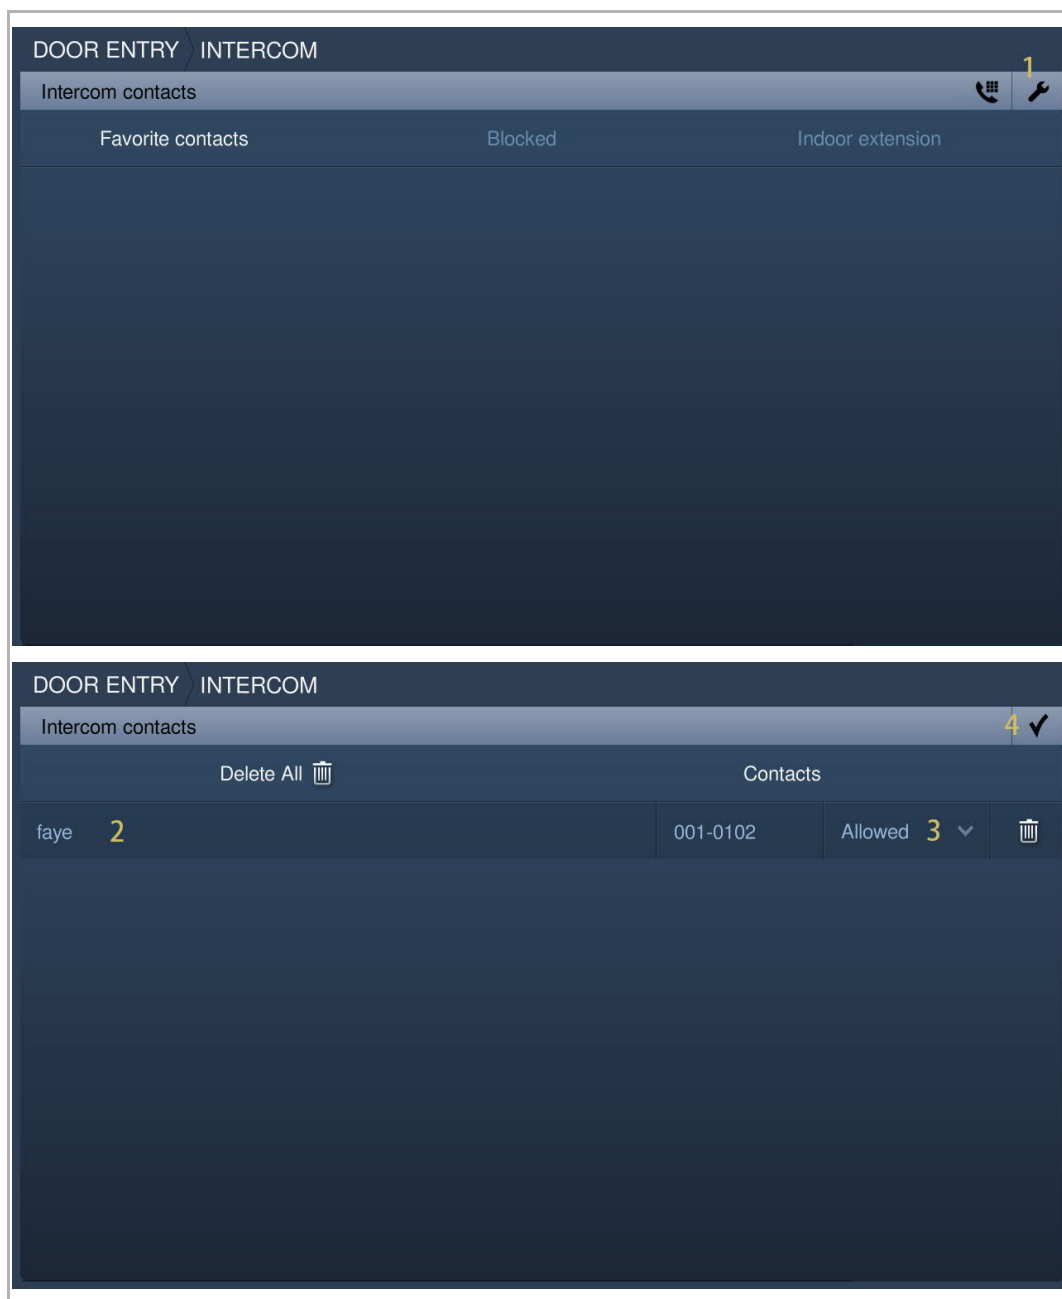 DOOR ENTRY INTERCOM
1
Intercom contacts
Favorite contacts Blocked Indoor extension
DOOR ENTRY INTERCOM
Intercom contacts 4
Delete All Contacts
faye 2 001-0102 Allowed 3